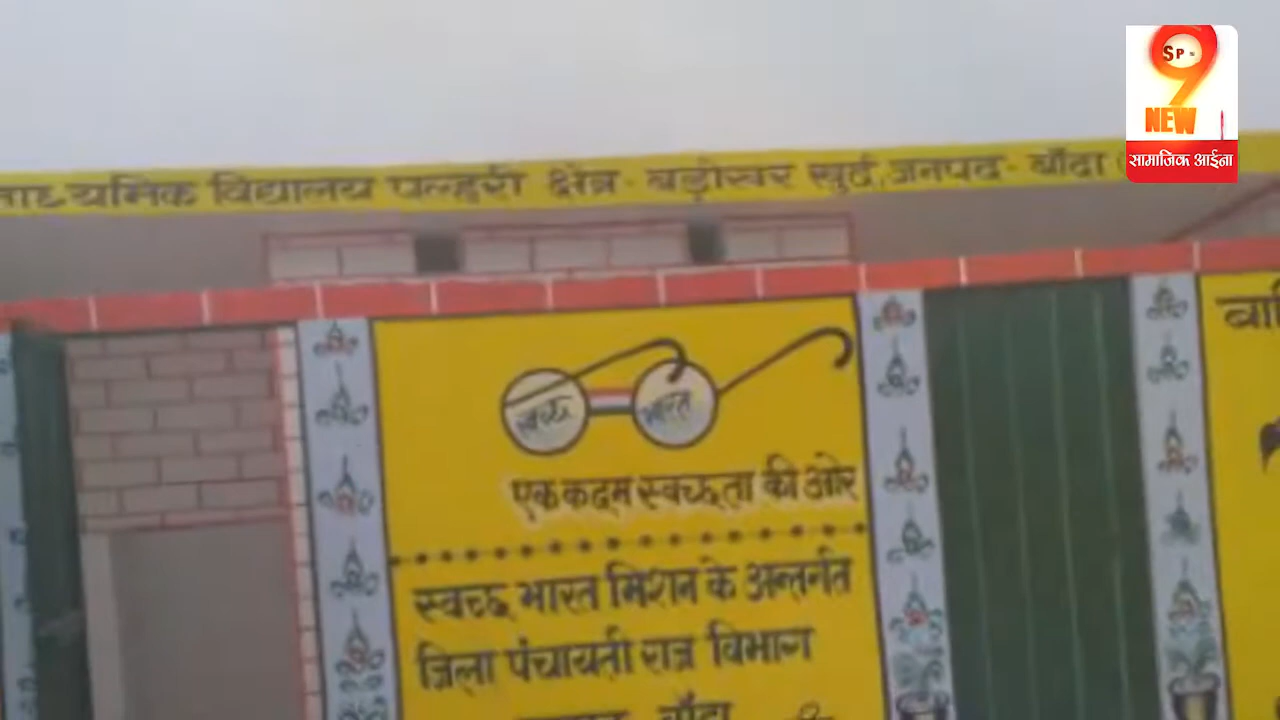 SP
9
NEW
सामाजिक आईना
माध्यमिक विद्यालय पल्हरी क्षेत्र- बड़ोखर खुर्द, जनपद- बाँदा
स्वच्छ भारत
एक कदम स्वच्छता की ओर
स्वच्छ भारत मिशन के अन्तर्गत
जिला पंचायती राज विभाग
बाँदा